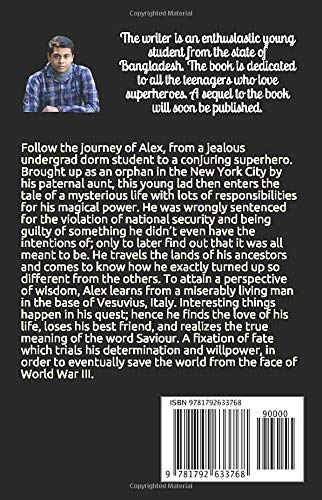 The writer is an enthusiastic young
student from the state of
Bangladesh. The book is dedicated
to all the teenagers who love
superheroes. A sequel to the book
will soon be published.
Follow the journey of Alex, from a jealous
undergrad dorm student to a conjuring superhero.
Brought up as an orphan in the New York City by
his paternal aunt, this young lad then enters the
tale of a mysterious life with lots of responsibilities
for his magical power. He was wrongly sentenced
for the violation of national security and being
guilty of something he didn't even have the
intentions of; only to later find out that it was all
meant to be. He travels the lands of his ancestors
and comes to know how he exactly turned up so
different from the others. To attain a perspective
of wisdom, Alex learns from a miserably living man
in the base of Vesuvius, Italy. Interesting things
happen in his quest; hence he finds the love of his
life, loses his best friend, and realizes the true
meaning of the word Saviour. A fixation of fate
which trials his determination and willpower, in
order to eventually save the world from the face of
World War III.
ISBN 9781792633768
90000
9 781792 633768